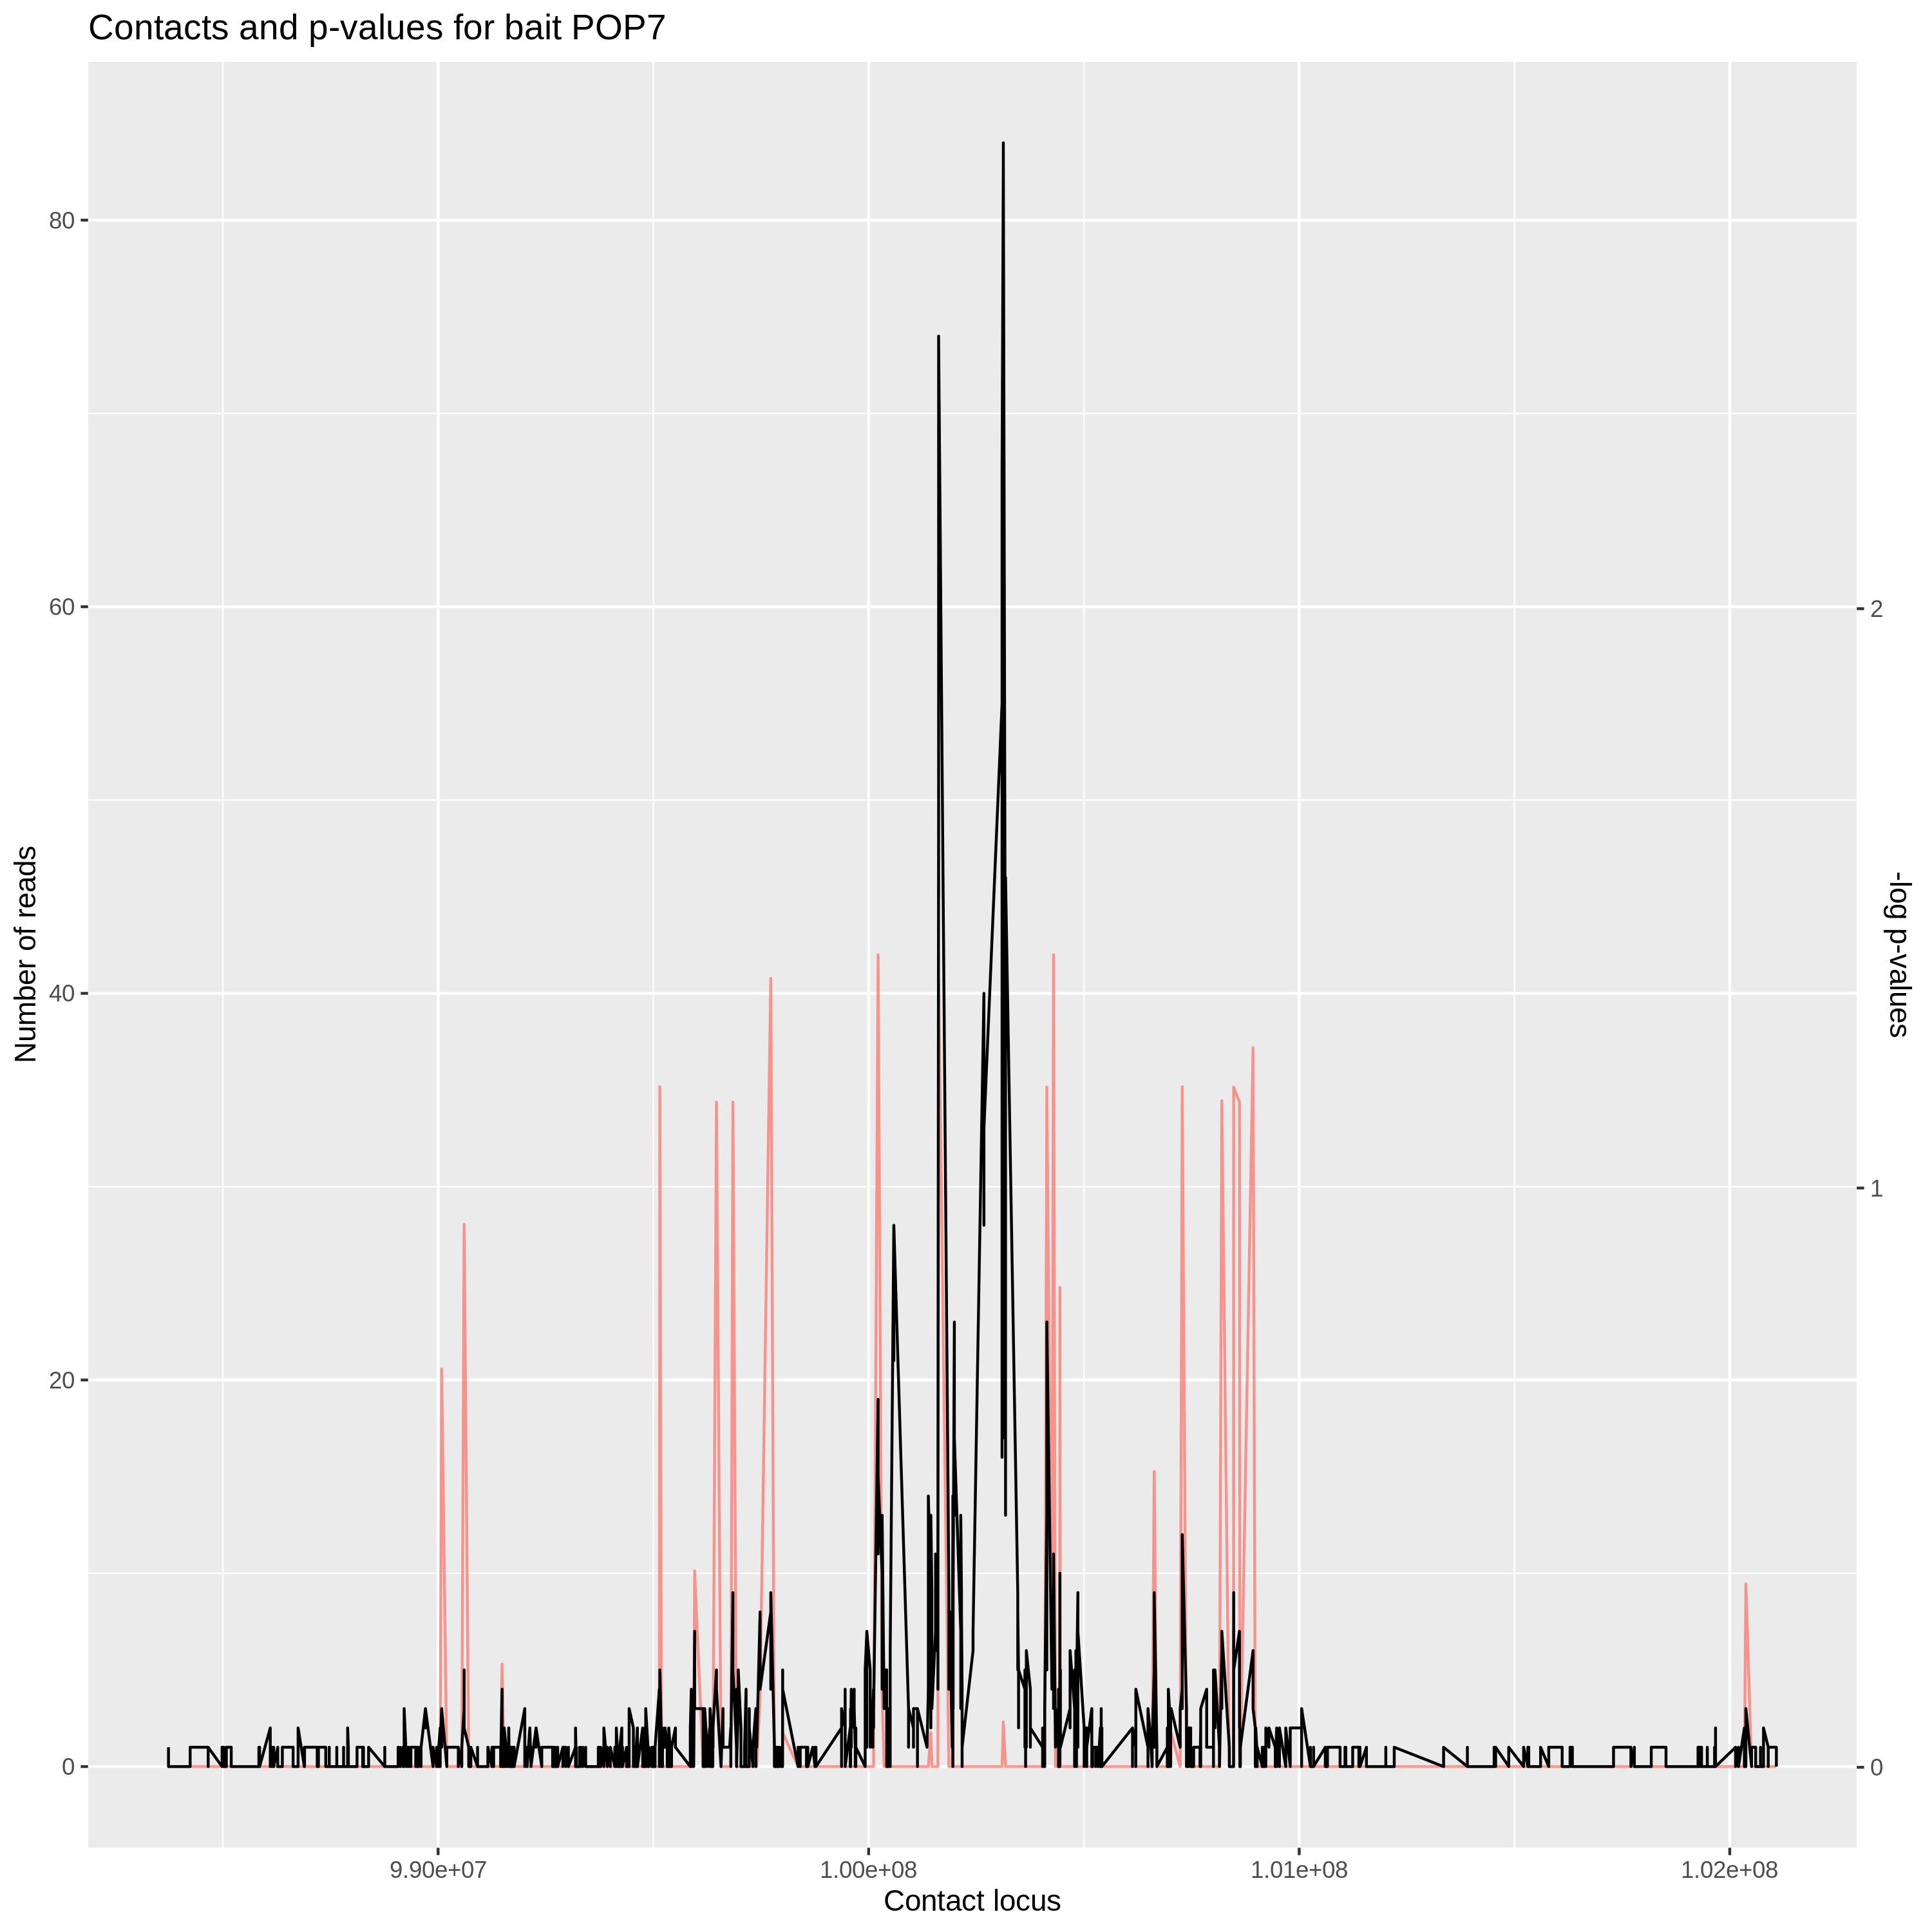 Contacts and p-values for bait POP7
80
60
40
20
0
Number of reads
2
1
0
-log p-values
9.90e+07
1.00e+08
1.01e+08
1.02e+08
Contact locus